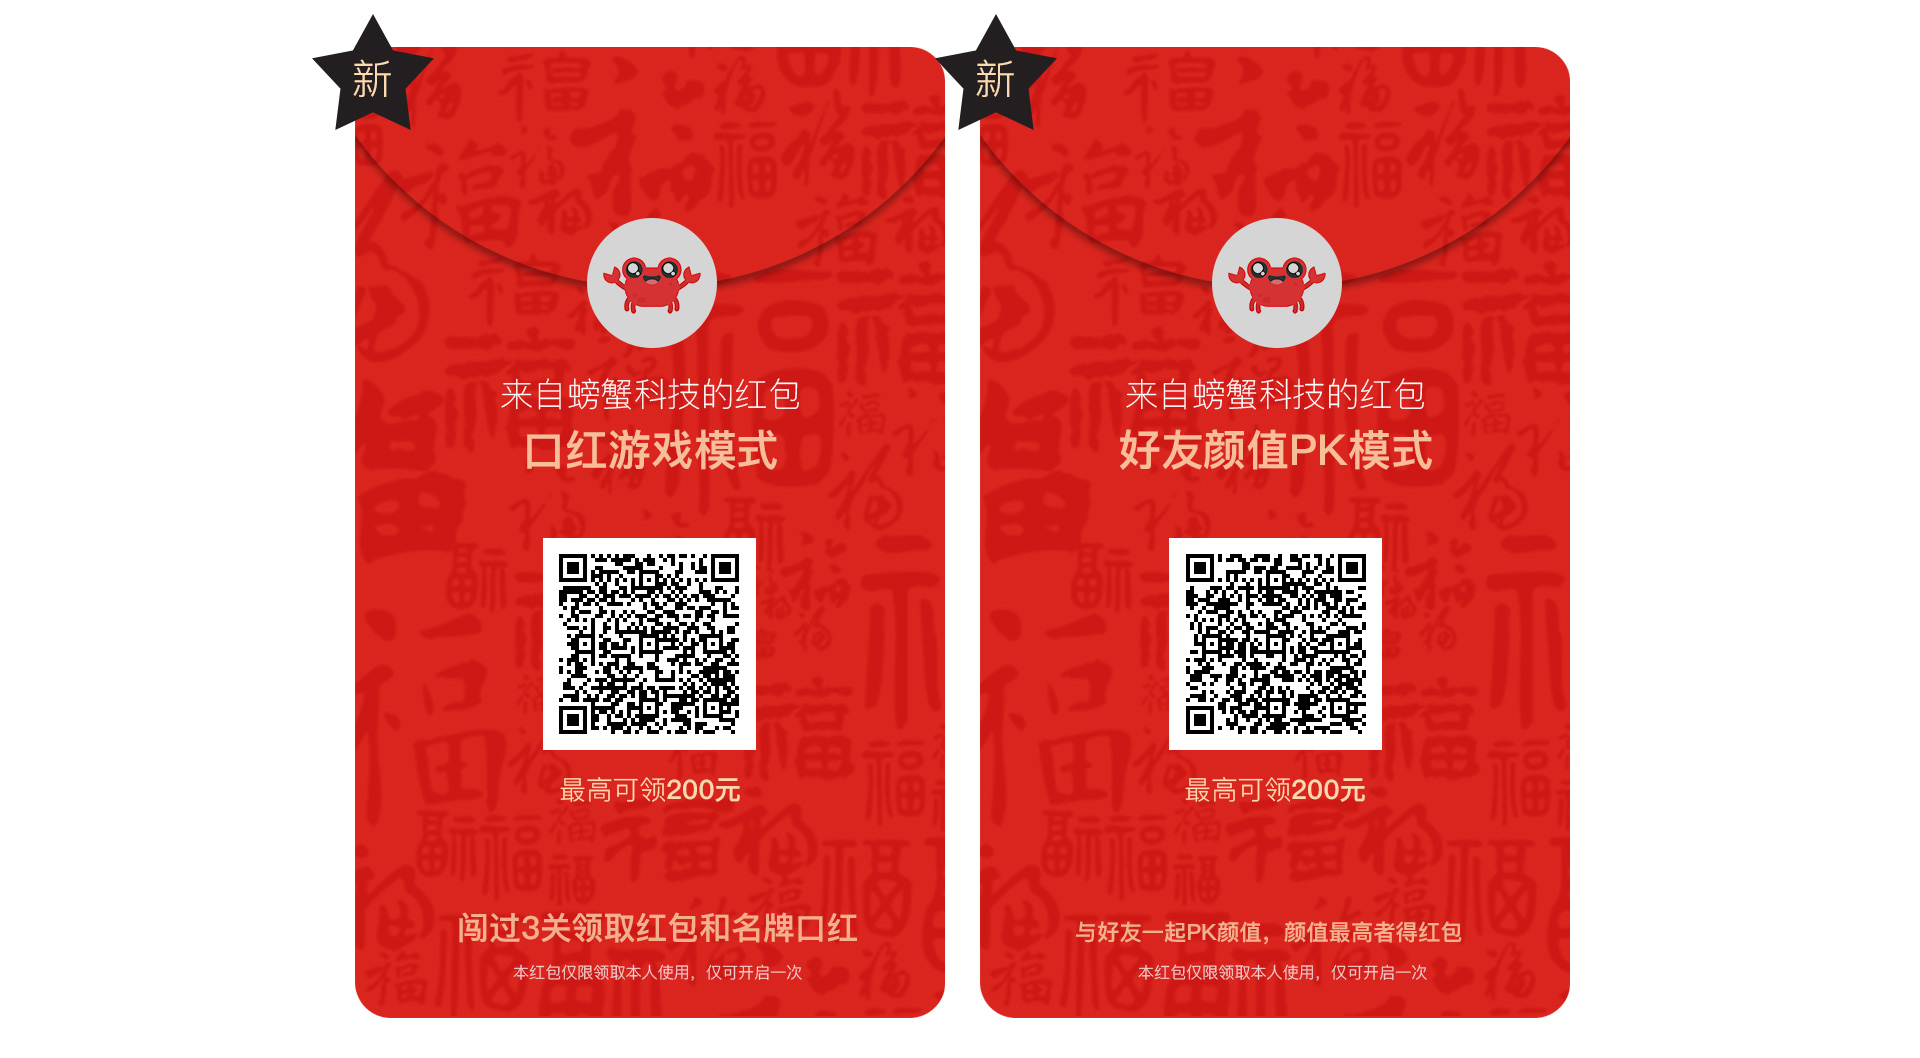 新
来自螃蟹科技的红包
口红游戏模式
最高可领200元
闯过3关领取红包和名牌口红
本红包仅限领取本人使用，仅可开启一次
新
来自螃蟹科技的红包
好友颜值PK模式
最高可领200元
与好友一起PK颜值，颜值最高者得红包
本红包仅限领取本人使用，仅可开启一次